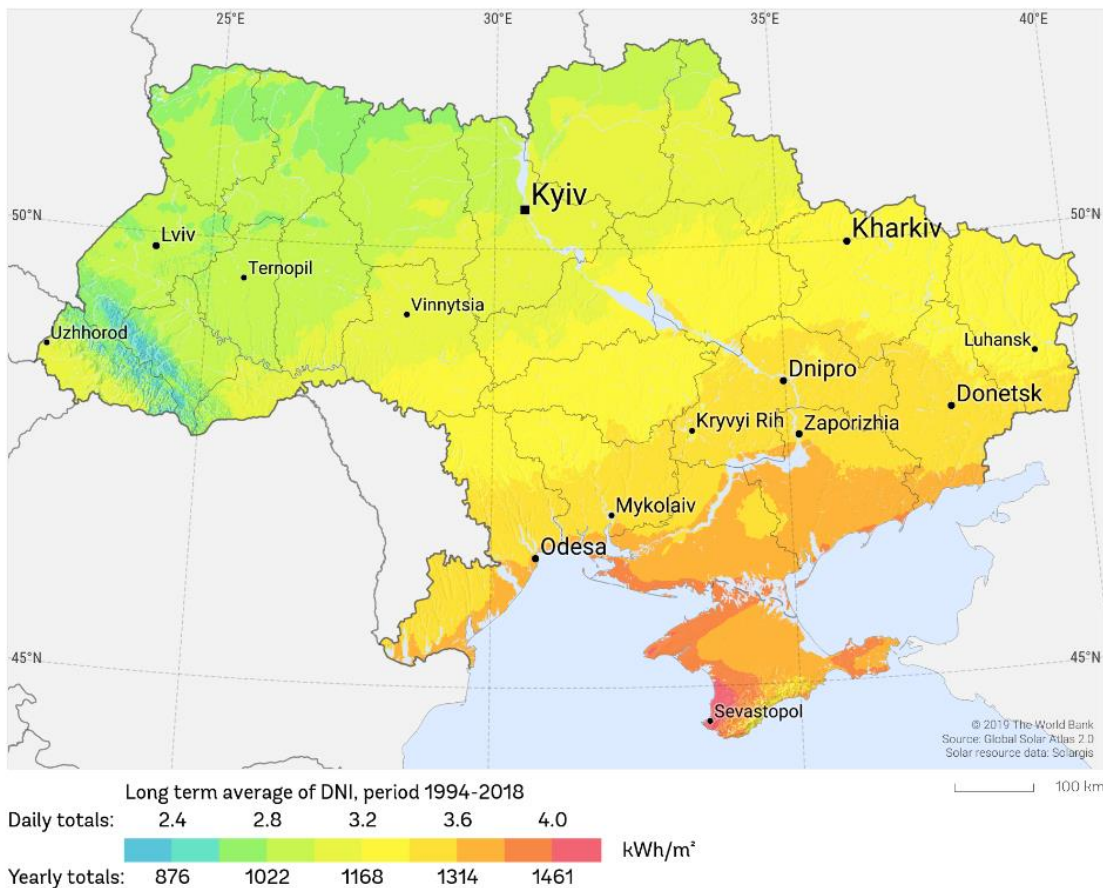 25°E 30°E 35°E 40°E
50°N 50°N
Kyiv
Kharkiv
Lviv
Ternopil
Vinnytsia
Uzhhorod
Luhansk
Dnipro
Donetsk
Kryvyi Rih
Zaporizhia
Mykolaiv
Odesa
45°N 45°N
Sevastopol
© 2019 The World Bank
Source: Global Solar Atlas 2.0
Solar resource data: Solargis
100 km
Long term average of DNI, period 1994-2018
Daily totals: 2.4 2.8 3.2 3.6 4.0
kWh/m²
Yearly totals: 876 1022 1168 1314 1461